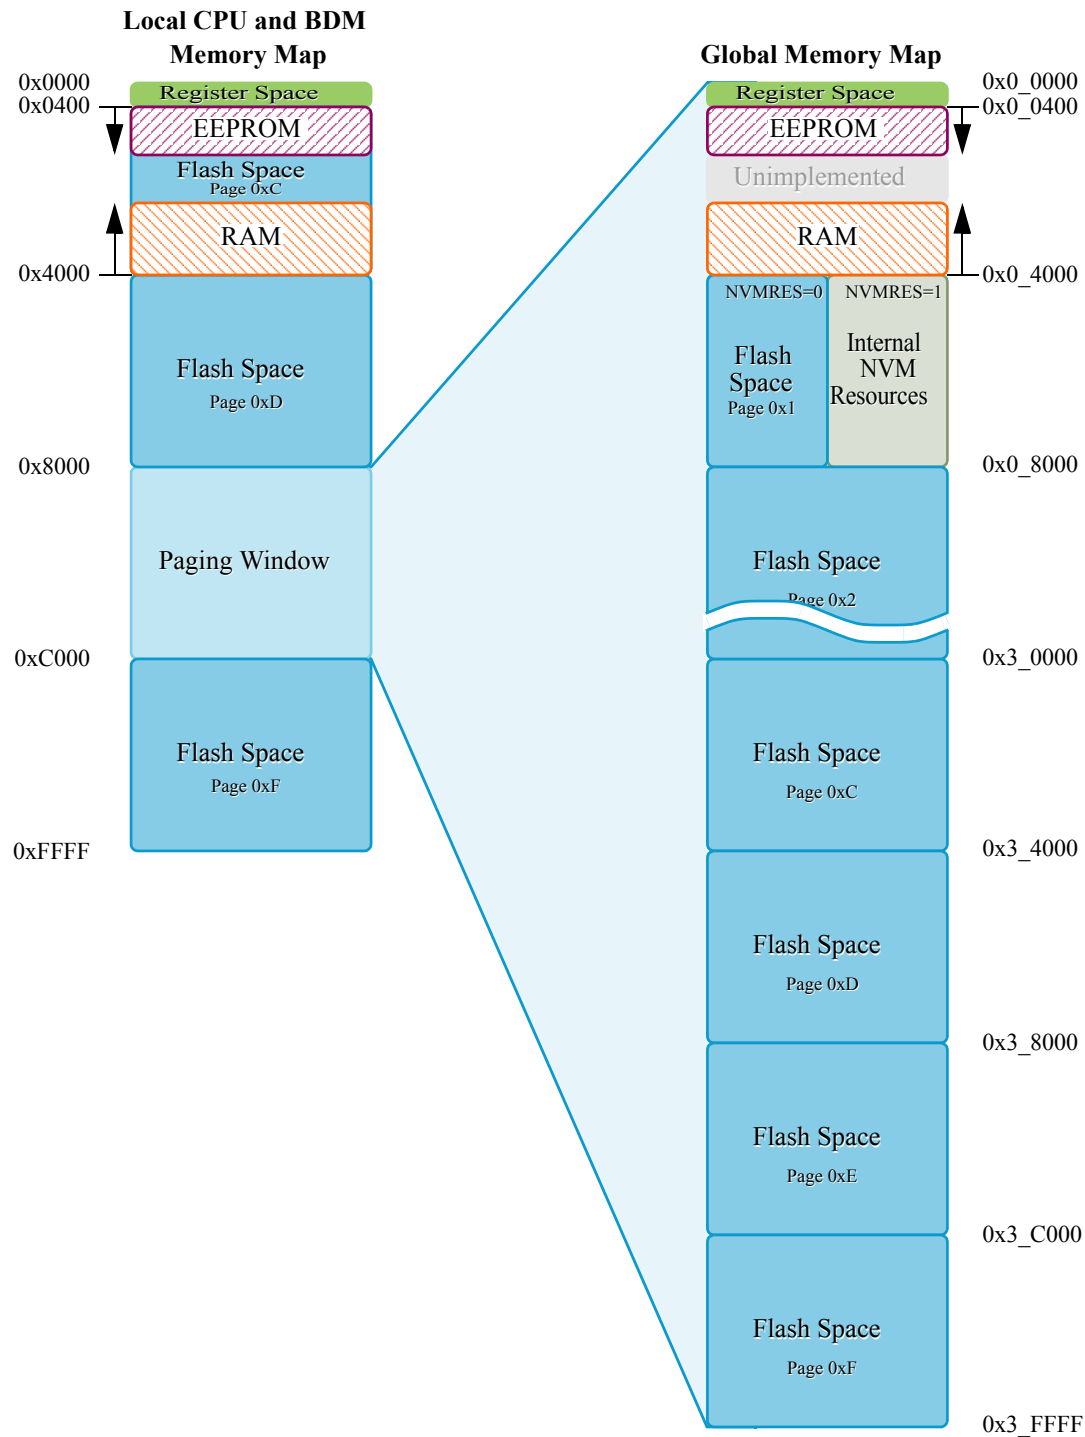 Local CPU and BDM
Memory Map
0x0000
Register Space
0x0400
EEPROM
Flash Space
Page 0xC
RAM
0x4000
Flash Space
Page 0xD
0x8000
Paging Window
0xC000
Flash Space
Page 0xF
0xFFFF
Global Memory Map
0x0_0000
Register Space
0x0_0400
EEPROM
Unimplemented
RAM
0x0_4000
NVMRES=0
NVMRES=1
Flash
Space
Page 0x1
Internal
NVM
Resources
0x0_8000
Flash Space
Page 0x2
0x3_0000
Flash Space
Page 0xC
0x3_4000
Flash Space
Page 0xD
0x3_8000
Flash Space
Page 0xE
0x3_C000
Flash Space
Page 0xF
0x3_FFFF